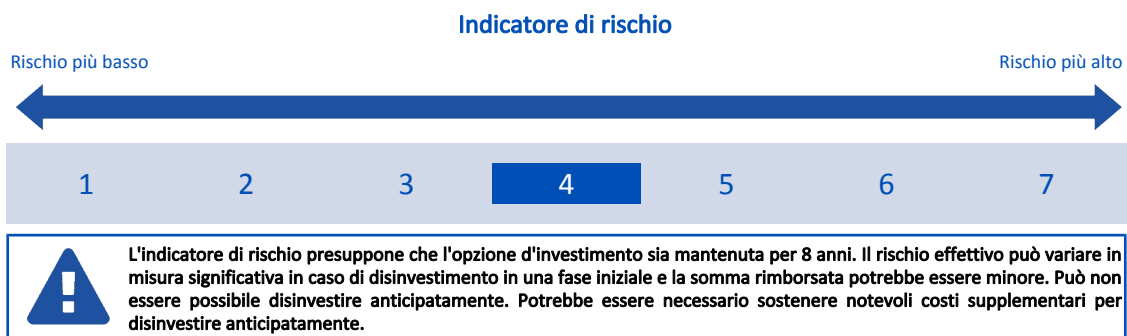 Indicatore di rischio
Rischio più basso Rischio più alto
1 2 3 4 5 6 7
L'indicatore di rischio presuppone che l'opzione d'investimento sia mantenuta per 8 anni. Il rischio effettivo può variare in
misura significativa in caso di disinvestimento in una fase iniziale e la somma rimborsata potrebbe essere minore. Può non
essere possibile disinvestire anticipatamente. Potrebbe essere necessario sostenere notevoli costi supplementari per
disinvestire anticipatamente.